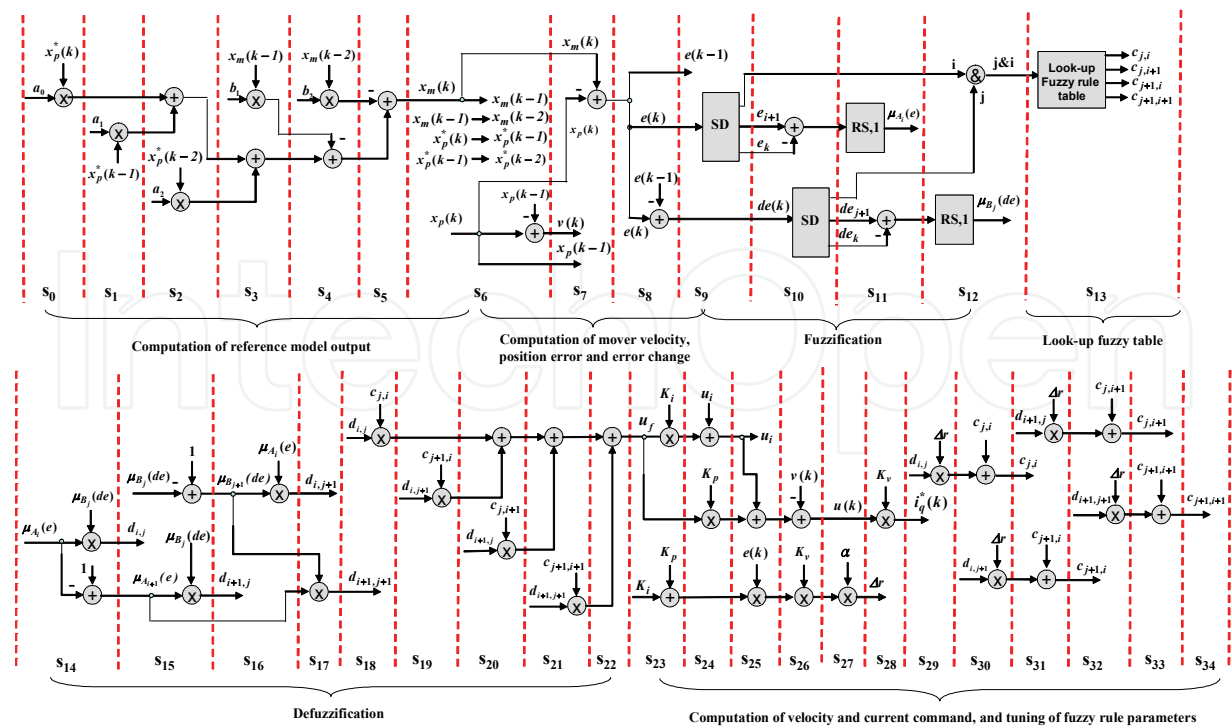 x*p(k)
xm(k-1)
xm(k-2)
xm(k)
e(k-1)
a0
X
+
b1
X
b2
X
-
+
xm(k)
xm(k-1)
xm(k-1)
xm(k-2)
x*p(k)
x*p(k-1)
x*p(k-1)
x*p(k-2)
a1
X
x*p(k-1)
x*p(k-2)
a2
X
+
-
+
-
+
xp(k)
e(k)
SD
i
&
j&i
j
ei+1
ek
+
-
RS,1
μAi(e)
Look-up
Fuzzy rule
table
cj,i
cj,i+1
cj+1,i
cj+1,i+1
xp(k)
xp(k-1)
-
+
v(k)
xp(k-1)
e(k-1)
-
e(k)
+
de(k)
SD
dej+1
dek
+
-
RS,1
μBj(de)
s0
s1
s2
s3
s4
s5
s6
s7
s8
s9
s10
s11
s12
s13
Computation of reference model output
Computation of mover velocity,
position error and error change
Fuzzification
Look-up fuzzy table
IntechOpen
μAi(e)
μBj(de)
X
di,j
-
1
+
μAi+1(e)
μBj(de)
X
di+1,j
μBj(de)
1
-
+
μBj+1(de)
μAi(e)
X
di,j+1
X
di+1,j+1
cj,i
di,j
X
+
+
+
cj+1,i
di,j+1
X
cj,i+1
di+1,j
X
cj+1,i+1
di+1,j+1
X
uf
Ki
X
ui
+
ui
Kp
X
+
v(k)
-
+
u(k)
Kv
X
i*q(k)
Kp
Ki
+
e(k)
X
Kv
X
α
X
Δr
Δr
di,j
X
cj,i
+
cj,i
Δr
di+1,j
X
cj,i+1
+
cj,i+1
Δr
di,j+1
X
cj+1,i
+
cj+1,i
Δr
di+1,j+1
X
cj+1,i+1
+
cj+1,i+1
s14
s15
s16
s17
s18
s19
s20
s21
s22
s23
s24
s25
s26
s27
s28
s29
s30
s31
s32
s33
s34
Defuzzification
Computation of velocity and current command, and tuning of fuzzy rule parameters